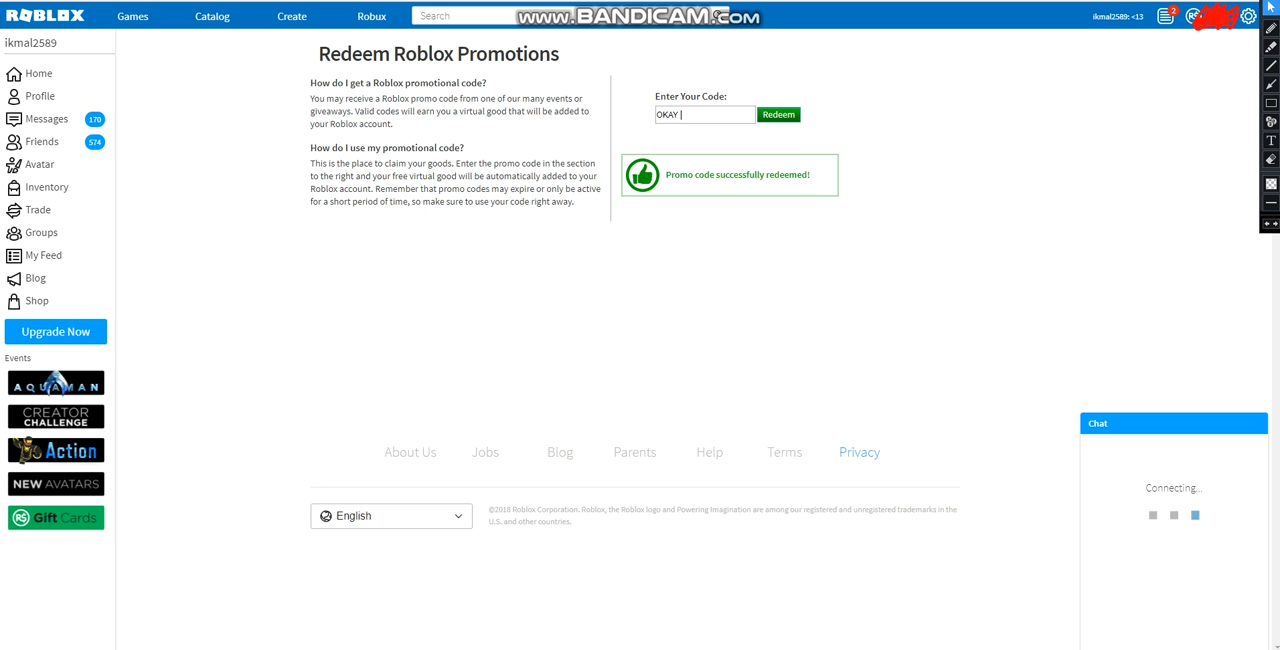 ROBLOX Games Catalog Create Robux Search www.BANDICAM.COM ikmal2589: <13 2
ikmal2589
Home
Profile
Messages 170
Friends 574
Avatar
Inventory
Trade
Groups
My Feed
Blog
Shop
Upgrade Now
Events
AQUAMAN
CREATOR
CHALLENGE
Action
NEW AVATARS
R$ Gift Cards
Redeem Roblox Promotions
How do I get a Roblox promotional code?
You may receive a Roblox promo code from one of our many events or
giveaways. Valid codes will earn you a virtual good that will be added to
your Roblox account.
How do I use my promotional code?
This is the place to claim your goods. Enter the promo code in the section
to the right and your free virtual good will be automatically added to your
Roblox account. Remember that promo codes may expire or only be active
for a short period of time, so make sure to use your code right away.
Enter Your Code:
OKAY
Redeem
Promo code successfully redeemed!
About Us Jobs Blog Parents Help Terms Privacy
English
©2018 Roblox Corporation. Roblox, the Roblox logo and Powering Imagination are among our registered and unregistered trademarks in the
U.S. and other countries.
Chat
Connecting...
T